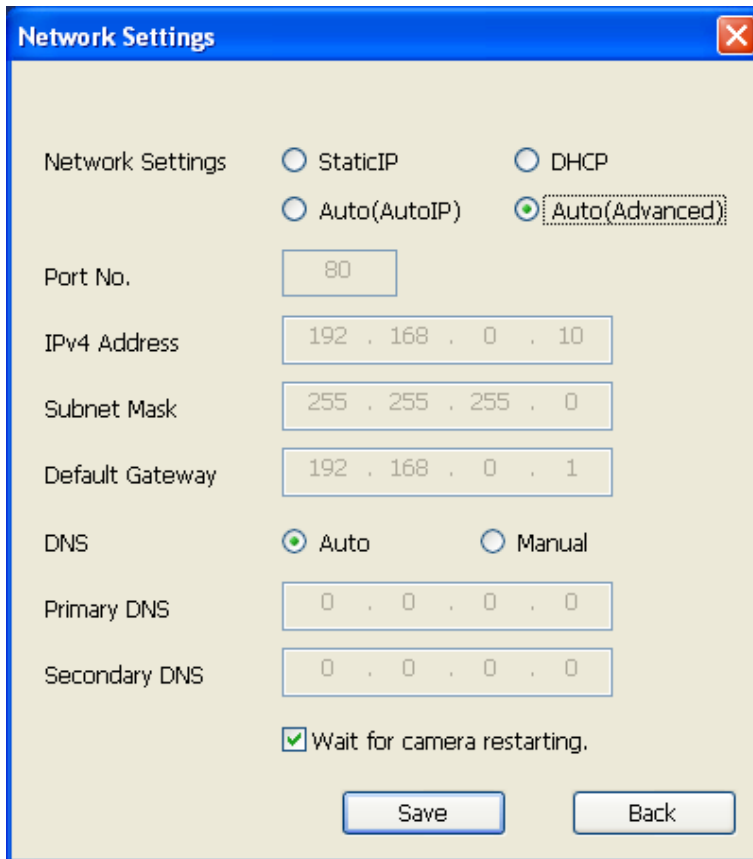 Network Settings
Network Settings StaticIP DHCP
Auto(AutoIP) Auto(Advanced)
Port No. 80
IPv4 Address 192 . 168 . 0 . 10
Subnet Mask 255 . 255 . 255 . 0
Default Gateway 192 . 168 . 0 . 1
DNS Auto Manual
Primary DNS 0 . 0 . 0 . 0
Secondary DNS 0 . 0 . 0 . 0
Wait for camera restarting.
Save Back